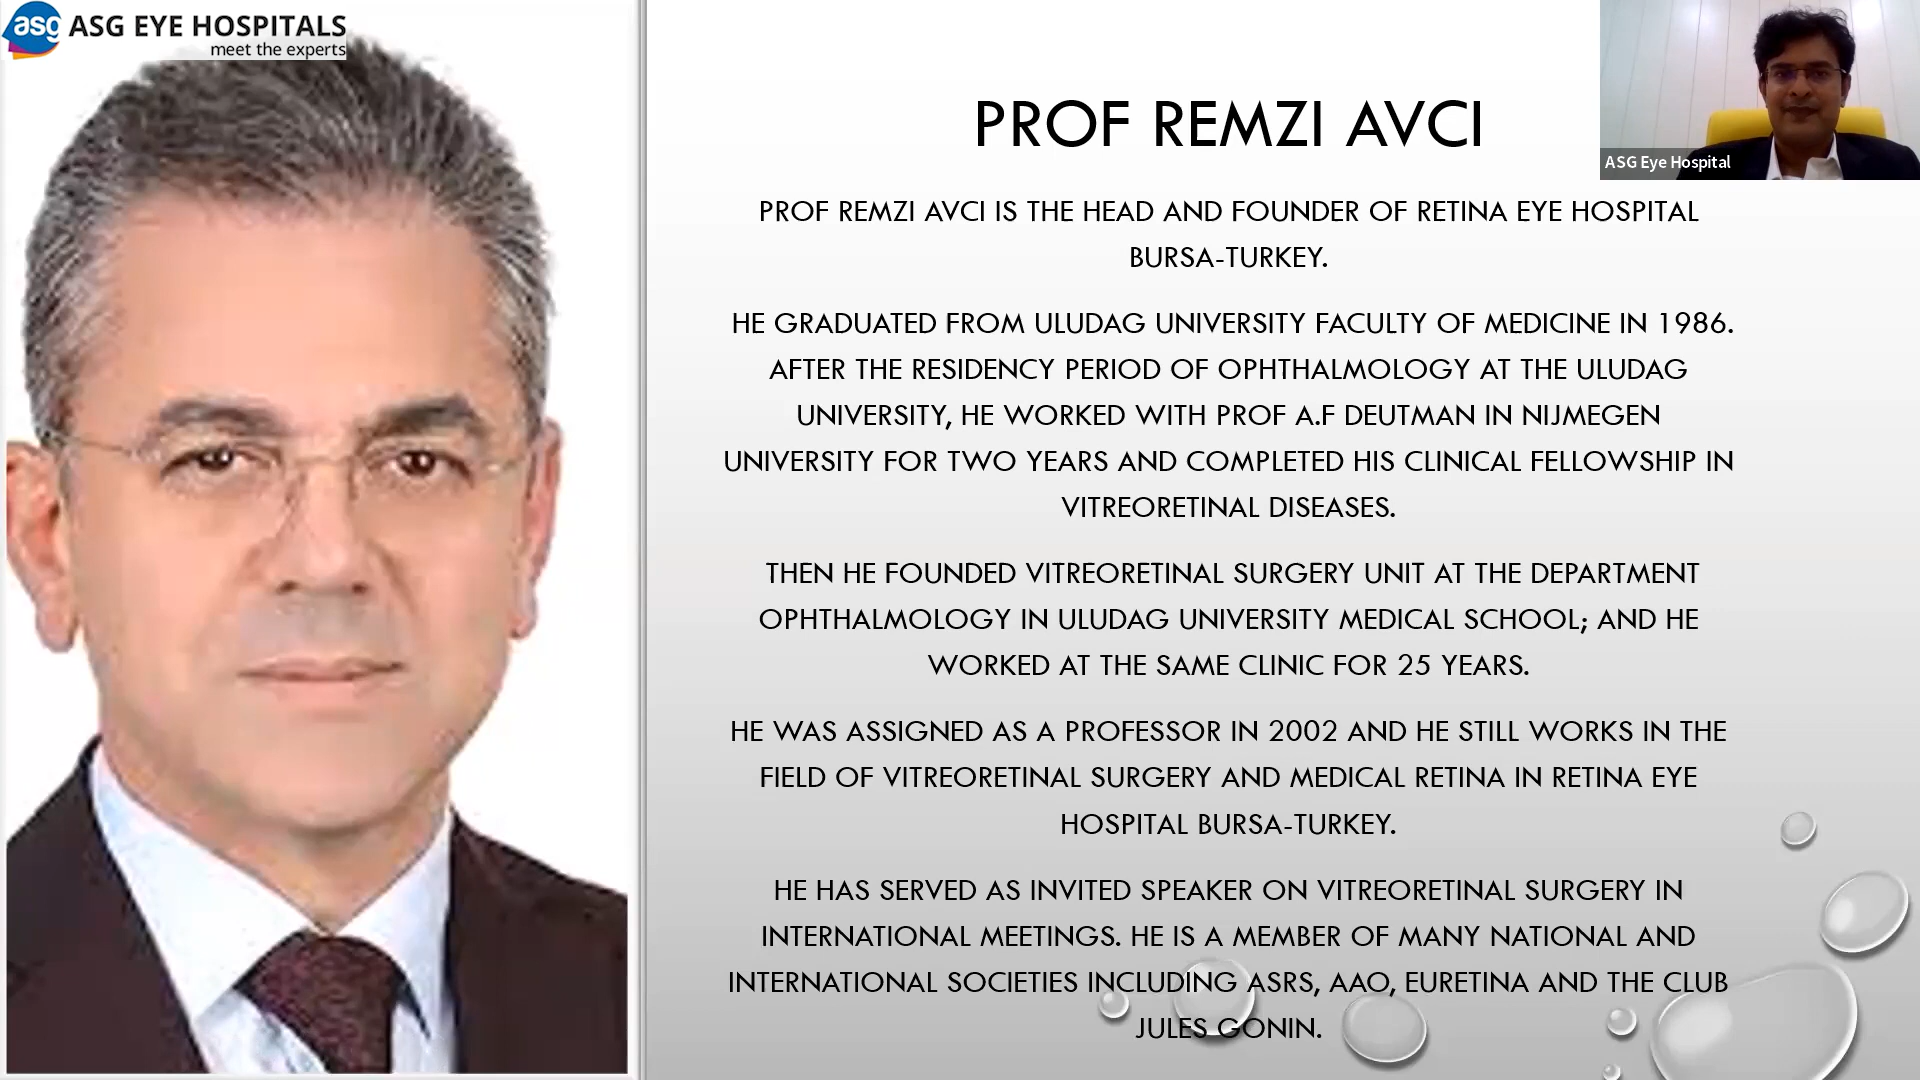 asg ASG EYE HOSPITALS
meet the experts
PROF REMZI AVCI
ASG Eye Hospital
PROF REMZI AVCI IS THE HEAD AND FOUNDER OF RETINA EYE HOSPITAL
BURSA-TURKEY.
HE GRADUATED FROM ULUDAG UNIVERSITY FACULTY OF MEDICINE IN 1986.
AFTER THE RESIDENCY PERIOD OF OPHTHALMOLOGY AT THE ULUDAG
UNIVERSITY, HE WORKED WITH PROF A.F DEUTMAN IN NIJMEGEN
UNIVERSITY FOR TWO YEARS AND COMPLETED HIS CLINICAL FELLOWSHIP IN
VITREORETINAL DISEASES.
THEN HE FOUNDED VITREORETINAL SURGERY UNIT AT THE DEPARTMENT
OPHTHALMOLOGY IN ULUDAG UNIVERSITY MEDICAL SCHOOL; AND HE
WORKED AT THE SAME CLINIC FOR 25 YEARS.
HE WAS ASSIGNED AS A PROFESSOR IN 2002 AND HE STILL WORKS IN THE
FIELD OF VITREORETINAL SURGERY AND MEDICAL RETINA IN RETINA EYE
HOSPITAL BURSA-TURKEY.
HE HAS SERVED AS INVITED SPEAKER ON VITREORETINAL SURGERY IN
INTERNATIONAL MEETINGS. HE IS A MEMBER OF MANY NATIONAL AND
INTERNATIONAL SOCIETIES INCLUDING ASRS, AAO, EURETINA AND THE CLUB
JULES GONIN.